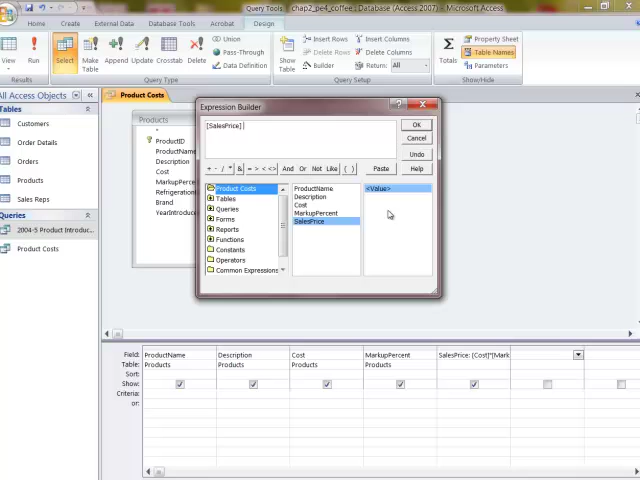 Query Tools
chap2_pe4_coffee : Database (Access 2007) - Microsoft Access
Home
Create
External Data
Database Tools
Acrobat
Design
View
Run
Select
Make Table
Append
Update
Crosstab
Delete
Union
Pass-Through
Data Definition
Show Table
Insert Rows
Delete Rows
Builder
Insert Columns
Delete Columns
Return: All
Totals
Property Sheet
Table Names
Parameters
Results
Query Type
Query Setup
Show/Hide
All Access Objects
Tables
Customers
Order Details
Orders
Products
Sales Reps
Queries
2004-5 Product Introduc...
Product Costs
Product Costs
Products
*
ProductID
ProductName
Description
Cost
MarkupPercent
Refrigeration
Brand
YearIntroduce
Expression Builder
[SalesPrice]
OK
Cancel
Undo
Help
+ - / * & = > < <> And Or Not Like ( ) Paste
Product Costs
Tables
Queries
Forms
Reports
Functions
Constants
Operators
Common Expressions
ProductName
Description
Cost
MarkupPercent
SalesPrice
<Value>
Field: ProductName Description Cost MarkupPercent SalesPrice: [Cost]*[Mark
Table: Products Products Products Products
Sort:
Show:
Criteria:
or: